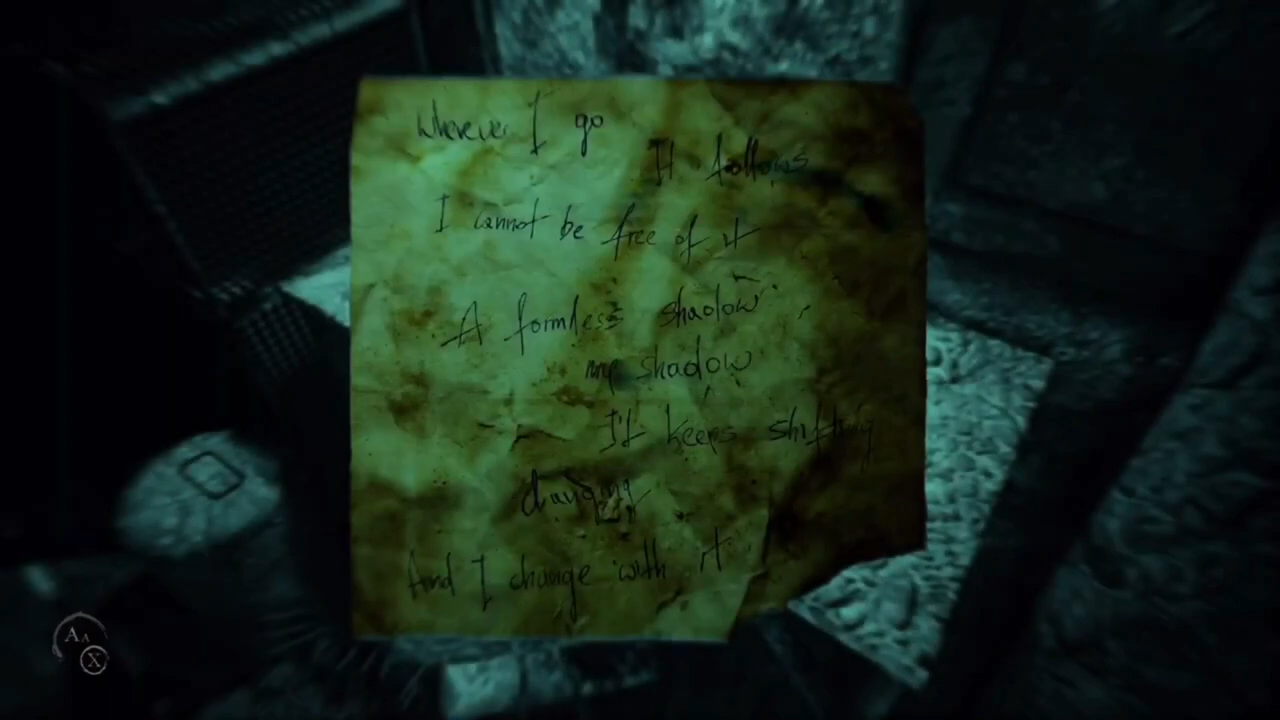 Wherever I go
It follows
I cannot be free of it
A formless shadow
my shadow
It keeps shifting
changing
And I change with it
AA
X